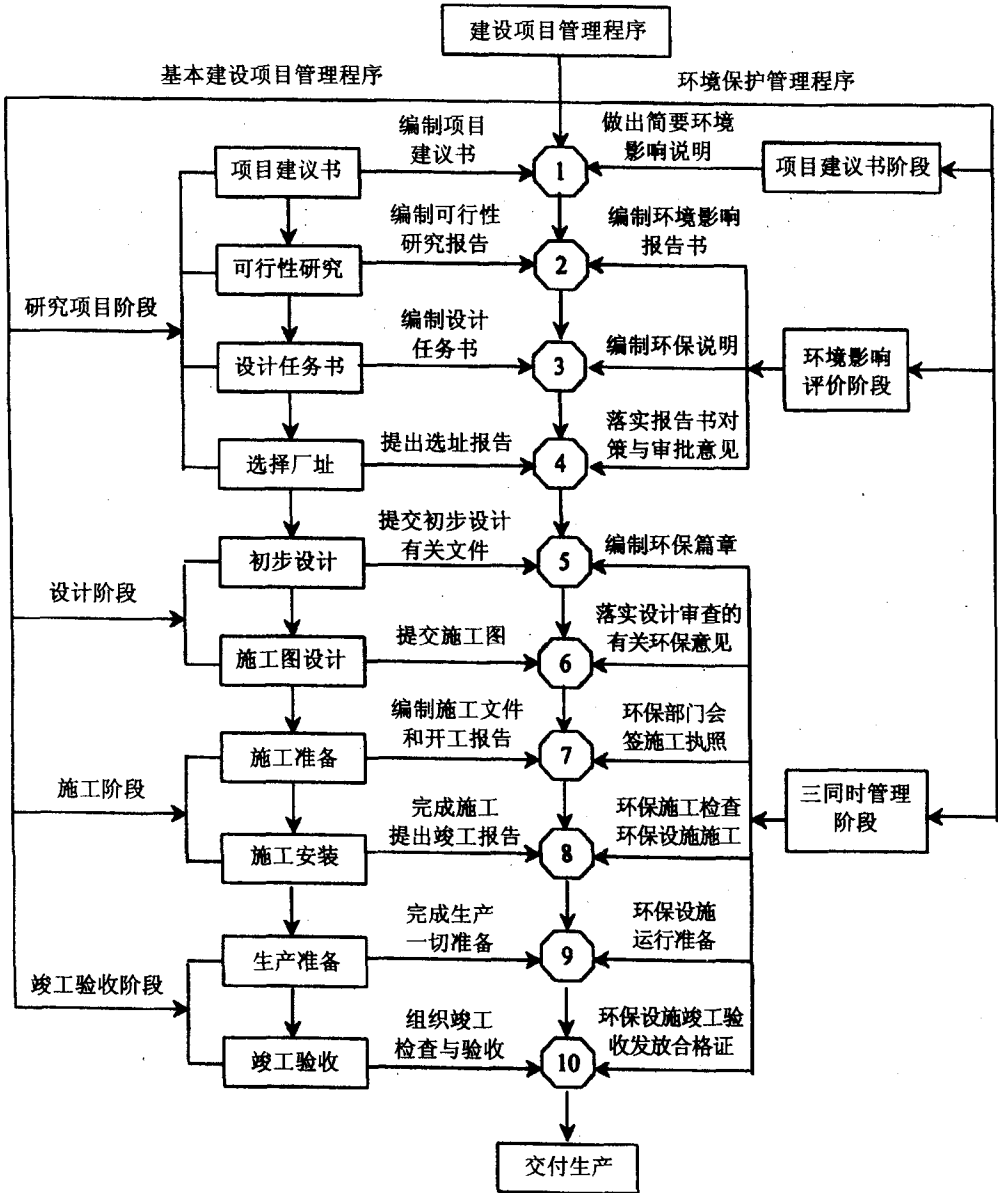 建设项目管理程序
基本建设项目管理程序
环境保护管理程序
编制项目
建议书
做出简要环境
影响说明
项目建议书
1
项目建议书阶段
编制可行性
研究报告
编制环境影响
报告书
可行性研究
2
研究项目阶段
编制设计
任务书
设计任务书
3
编制环保说明
环境影响
评价阶段
提出选址报告
落实报告书对
策与审批意见
选择厂址
4
提交初步设计
有关文件
初步设计
5
编制环保篇章
设计阶段
提交施工图
落实设计审查的
有关环保意见
施工图设计
6
编制施工文件
和开工报告
环保部门会
签施工执照
施工准备
7
施工阶段
完成施工
提出竣工报告
环保施工检查
环保设施施工
三同时管理
阶段
施工安装
8
完成生产
一切准备
环保设施
运行准备
生产准备
9
竣工验收阶段
组织竣工
检查与验收
环保设施竣工验
收发放合格证
竣工验收
10
交付生产